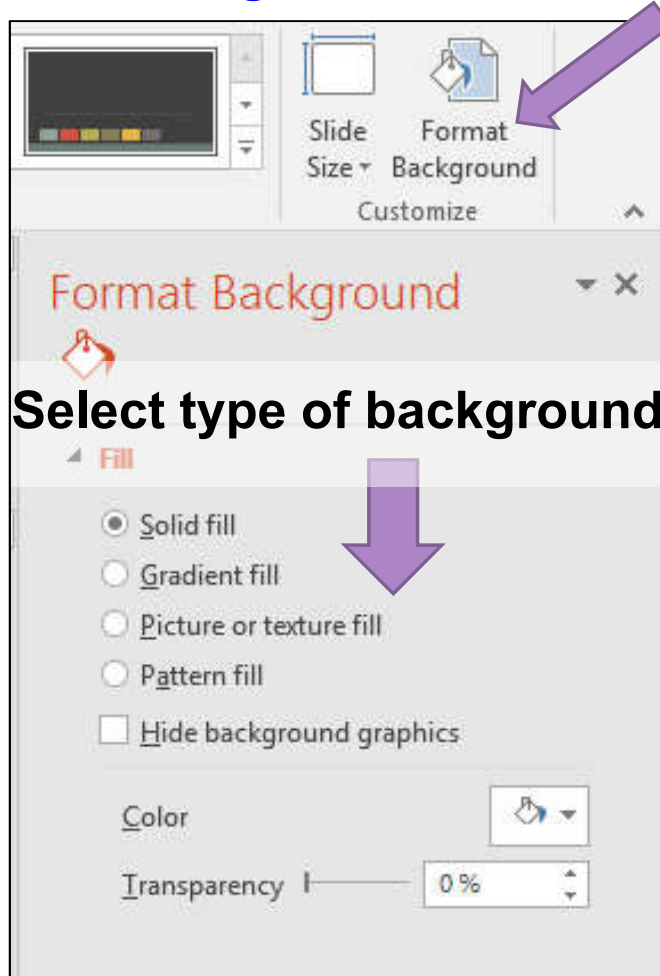 Slide Format
Size Background
Customize
Format Background
Select type of background
Fill
Solid fill
Gradient fill
Picture or texture fill
Pattern fill
Hide background graphics
Color
Transparency 0 %